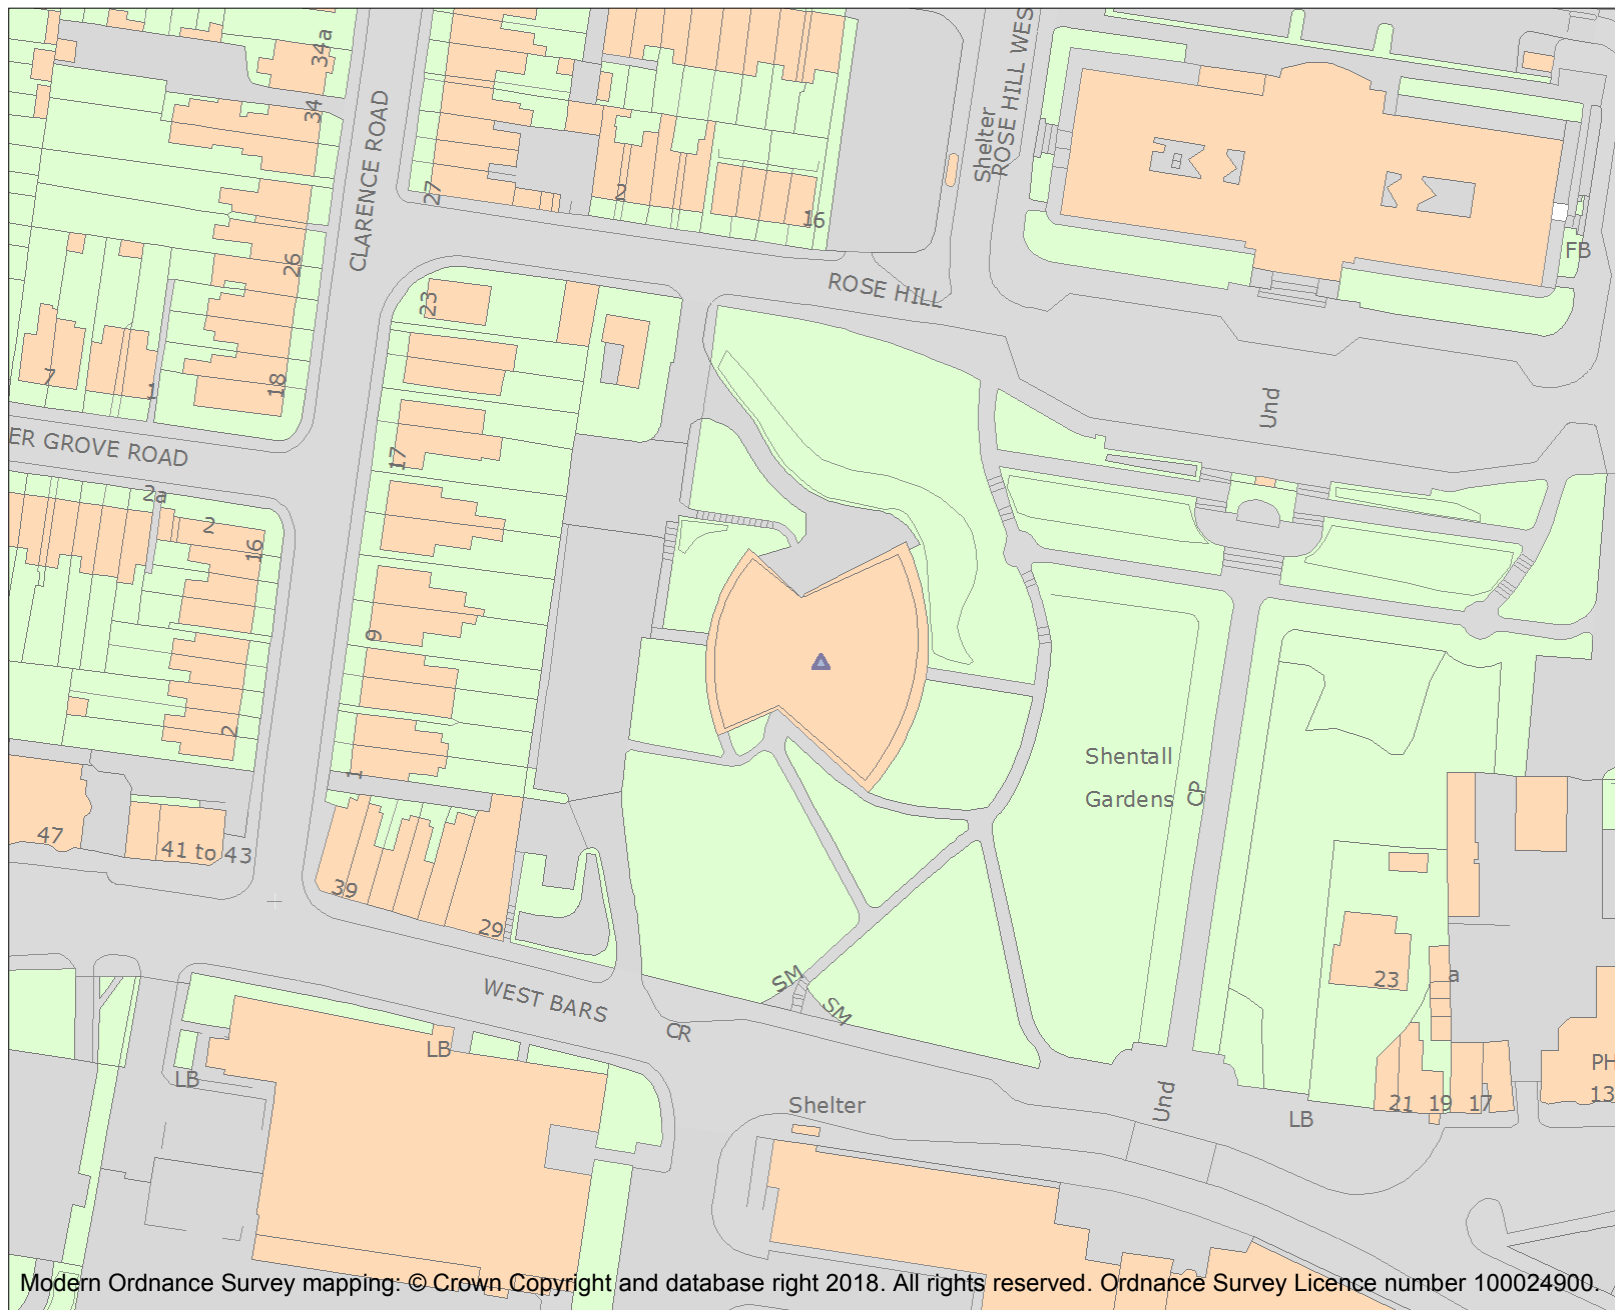 34a
34
CLARENCE ROAD
27
2
16
Shelter
ROSE HILL WES
FB
26
ROSE HILL
23
7
1
18
Und
ER GROVE ROAD
17
2a
2
16
9
2
1
Shentall
Gardens
CP
47
41 to 43
39
29
SM
SM
23
a
WEST BARS
CR
LB
LB
PH
13
Shelter
Und
LB
21
19
17
Modern Ordnance Survey mapping: © Crown Copyright and database right 2018. All rights reserved. Ordnance Survey Licence number 100024900.